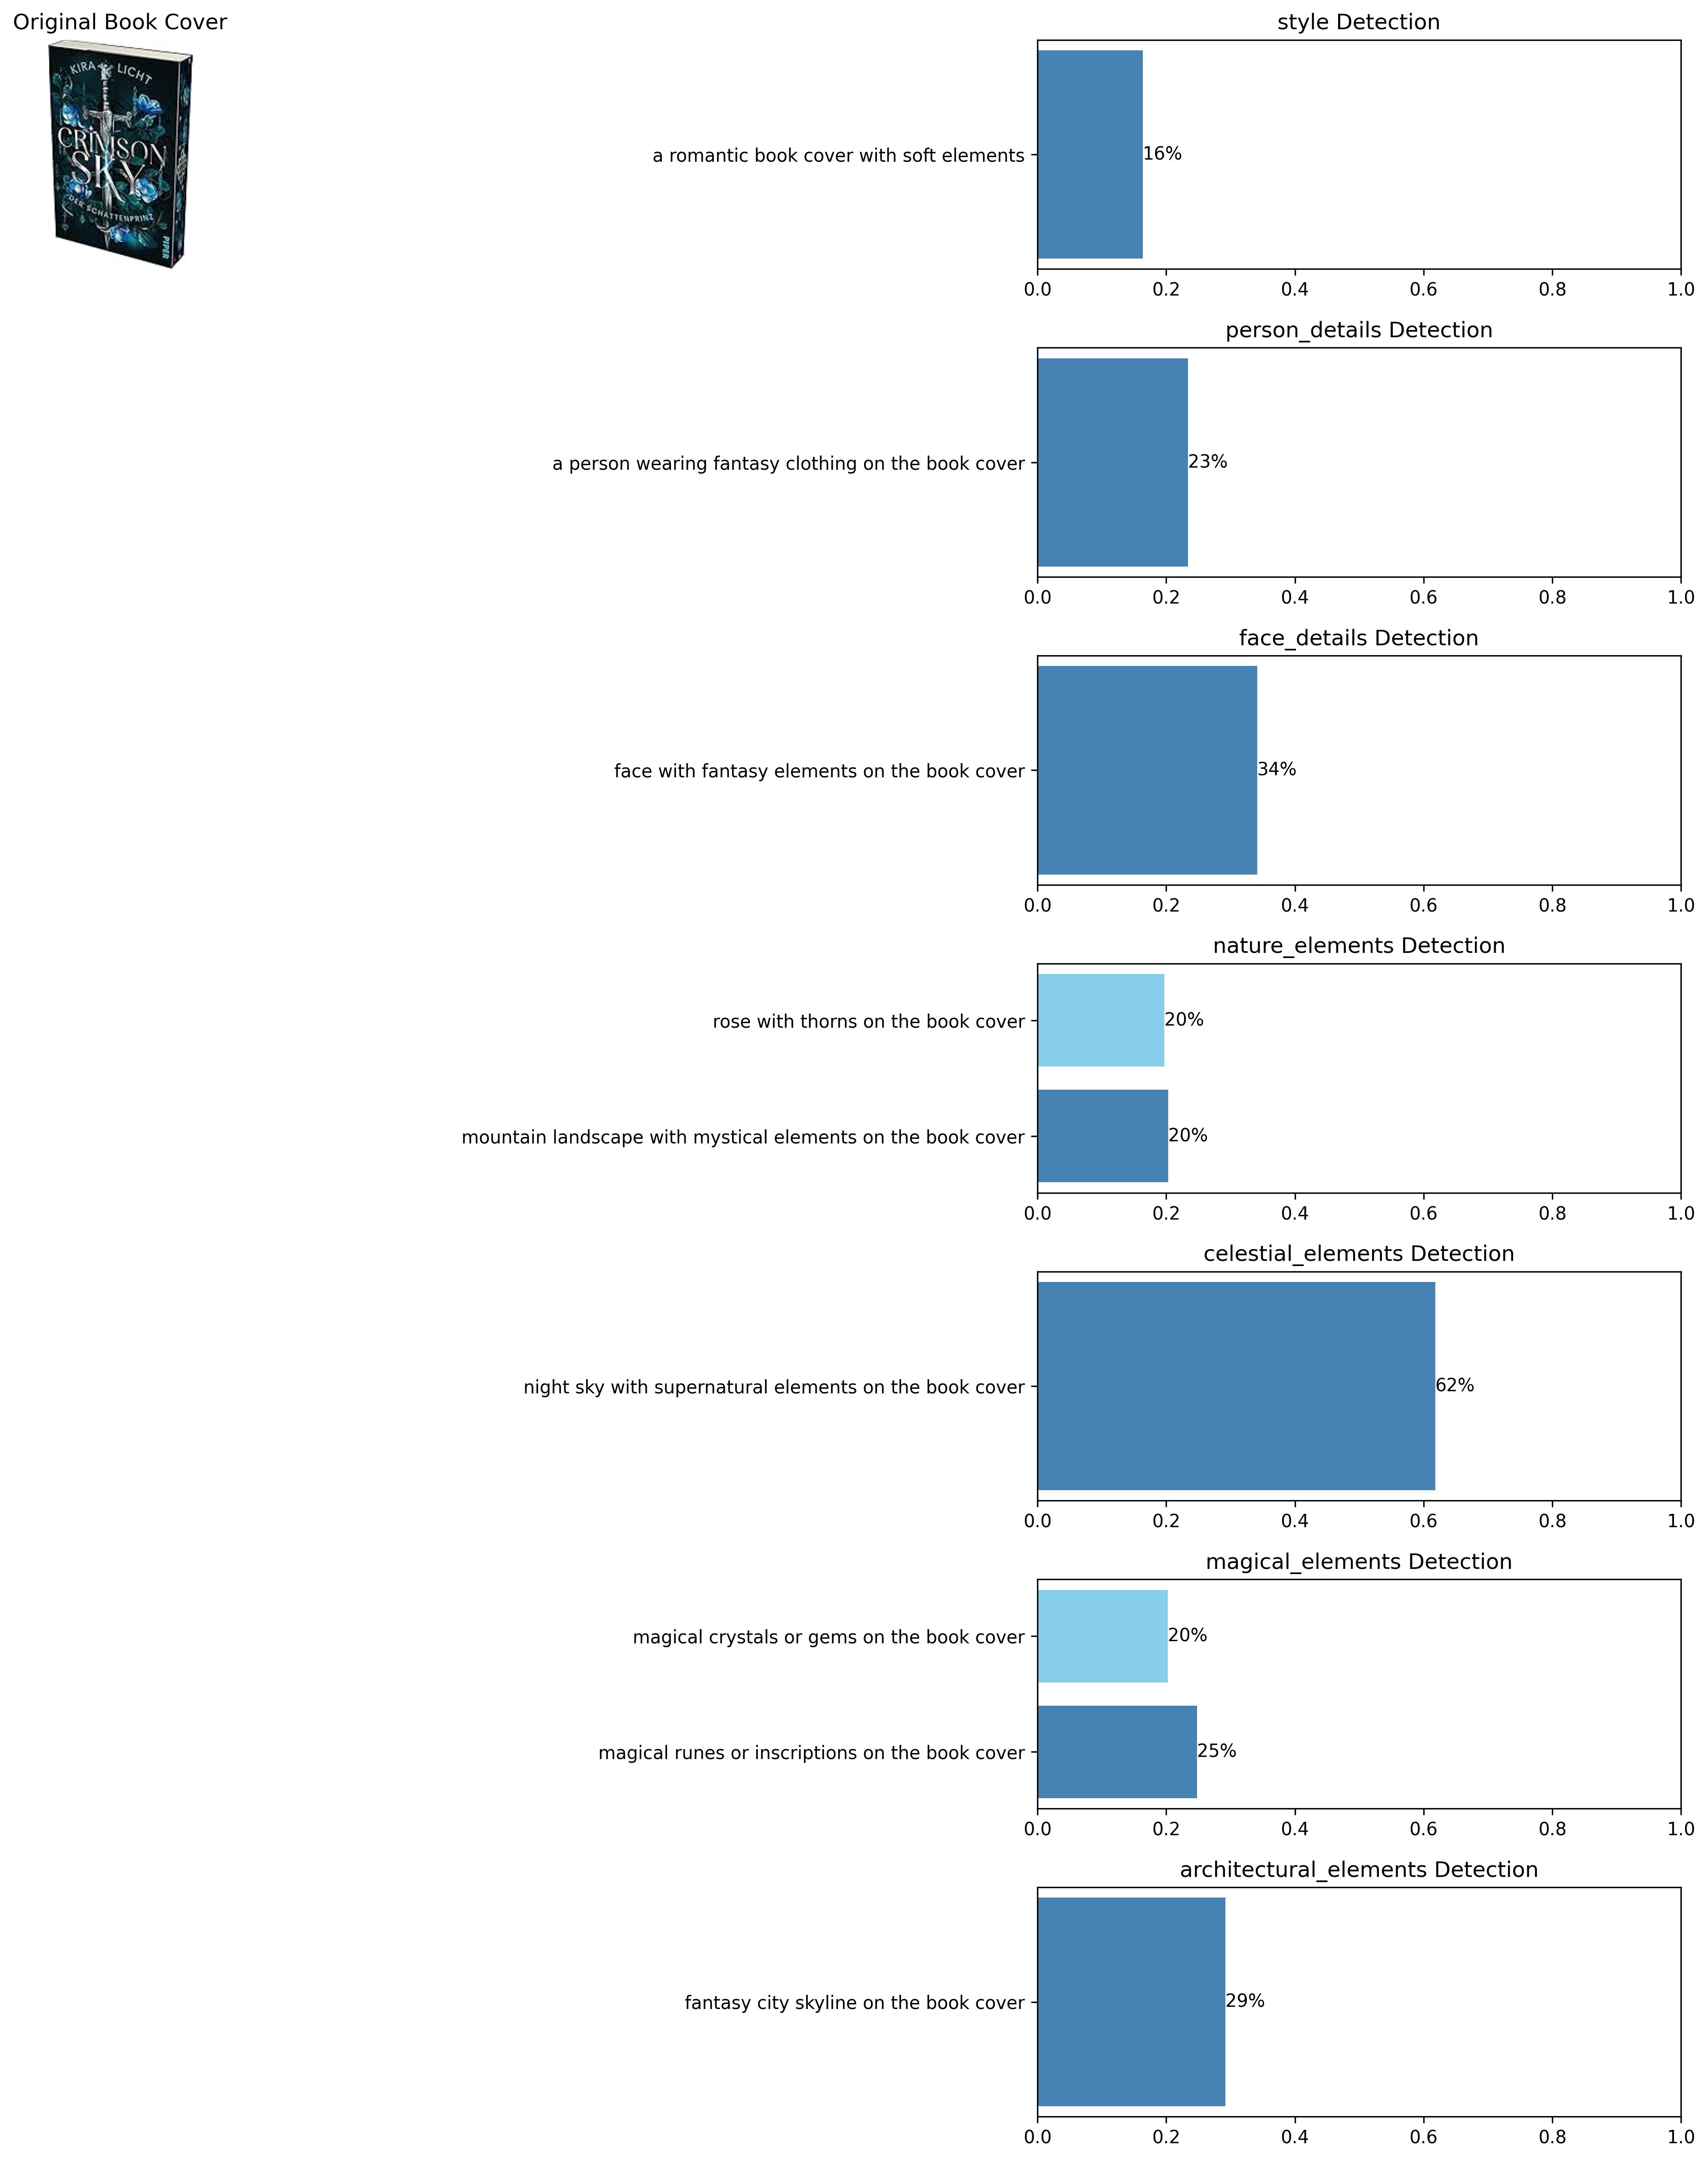 Original Book Cover
KIRA LICHT
CRIMSON
SKY
DER SCHATTENPRINZ
PIPER
style Detection
a romantic book cover with soft elements
16%
0.0 0.2 0.4 0.6 0.8 1.0
person_details Detection
a person wearing fantasy clothing on the book cover
23%
0.0 0.2 0.4 0.6 0.8 1.0
face_details Detection
face with fantasy elements on the book cover
34%
0.0 0.2 0.4 0.6 0.8 1.0
nature_elements Detection
rose with thorns on the book cover
20%
mountain landscape with mystical elements on the book cover
20%
0.0 0.2 0.4 0.6 0.8 1.0
celestial_elements Detection
night sky with supernatural elements on the book cover
62%
0.0 0.2 0.4 0.6 0.8 1.0
magical_elements Detection
magical crystals or gems on the book cover
20%
magical runes or inscriptions on the book cover
25%
0.0 0.2 0.4 0.6 0.8 1.0
architectural_elements Detection
fantasy city skyline on the book cover
29%
0.0 0.2 0.4 0.6 0.8 1.0